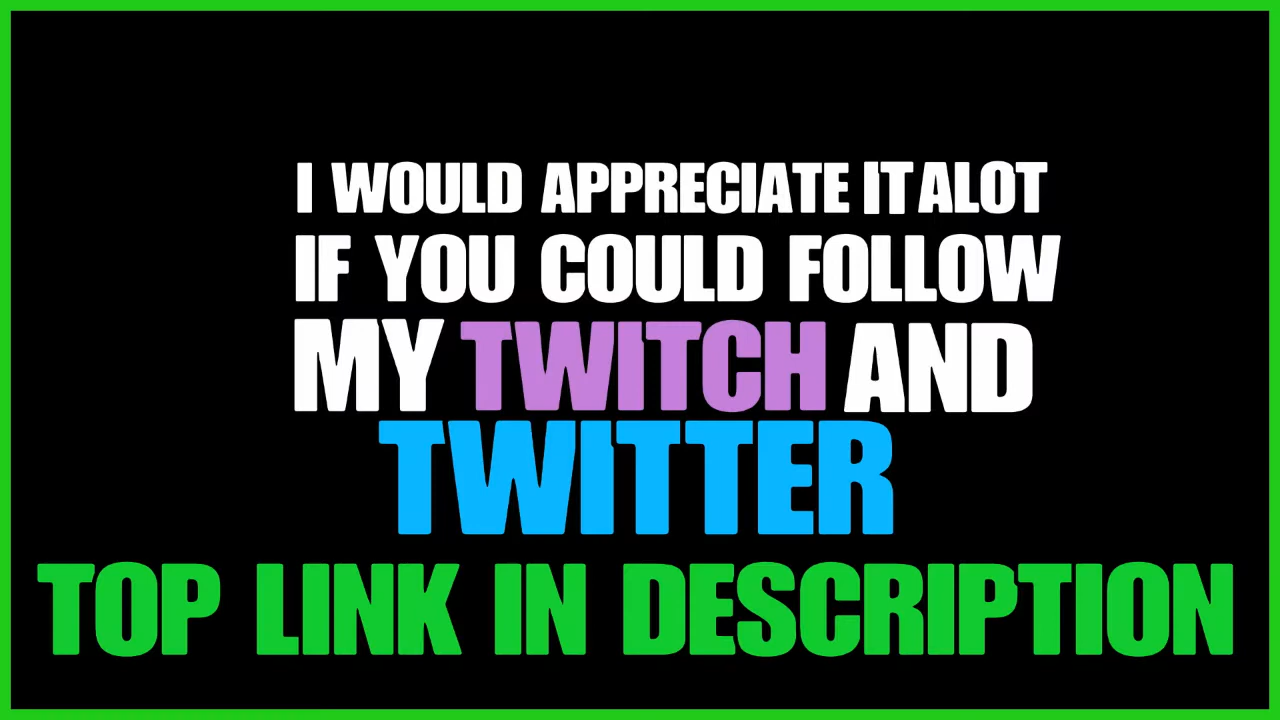 I WOULD APPRECIATE IT ALOT
IF YOU COULD FOLLOW
MY TWITCH AND
TWITTER
TOP LINK IN DESCRIPTION